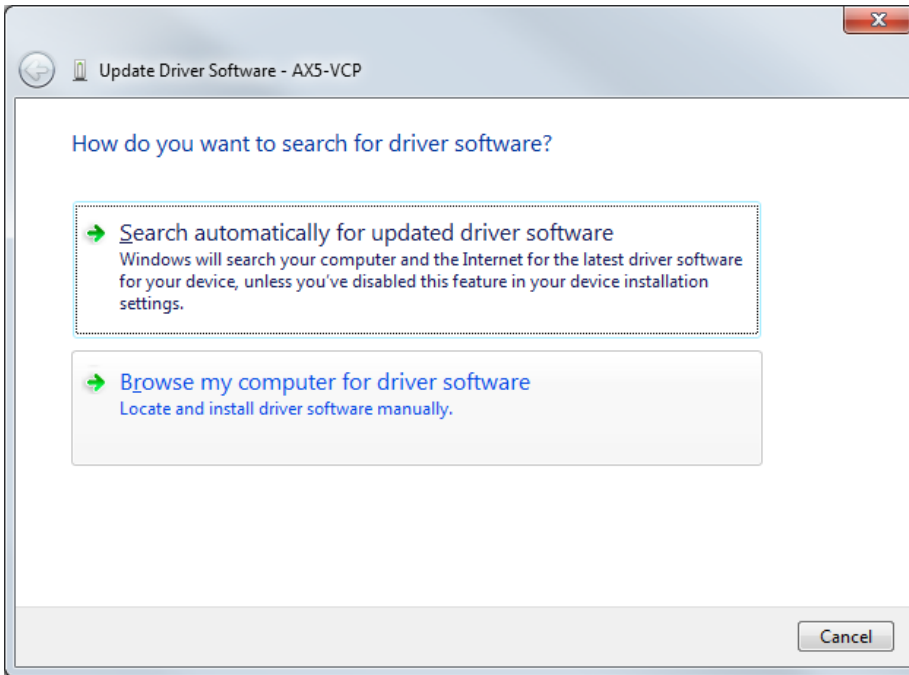 Update Driver Software - AX5-VCP
How do you want to search for driver software?
Search automatically for updated driver software
Windows will search your computer and the Internet for the latest driver software
for your device, unless you've disabled this feature in your device installation
settings.
Browse my computer for driver software
Locate and install driver software manually.
Cancel